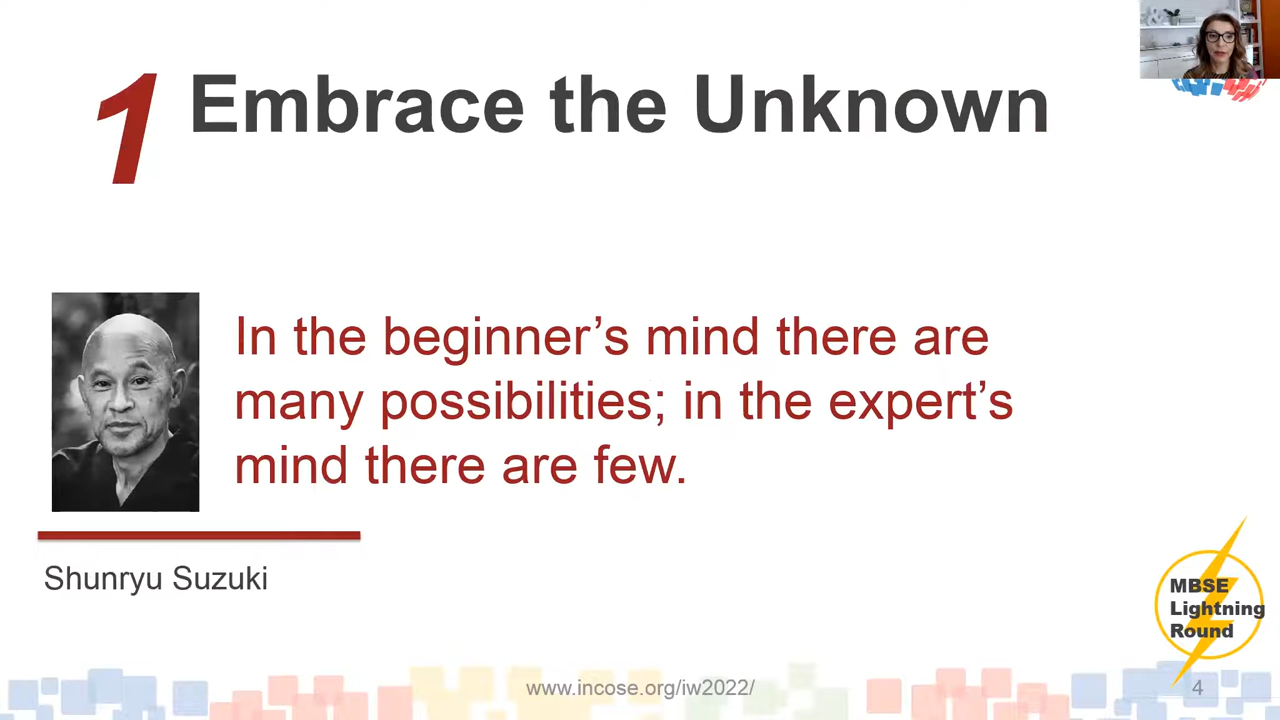 1 Embrace the Unknown
In the beginner’s mind there are
many possibilities; in the expert’s
mind there are few.
Shunryu Suzuki
MBSE
Lightning
Round
www.incose.org/iw2022/
4